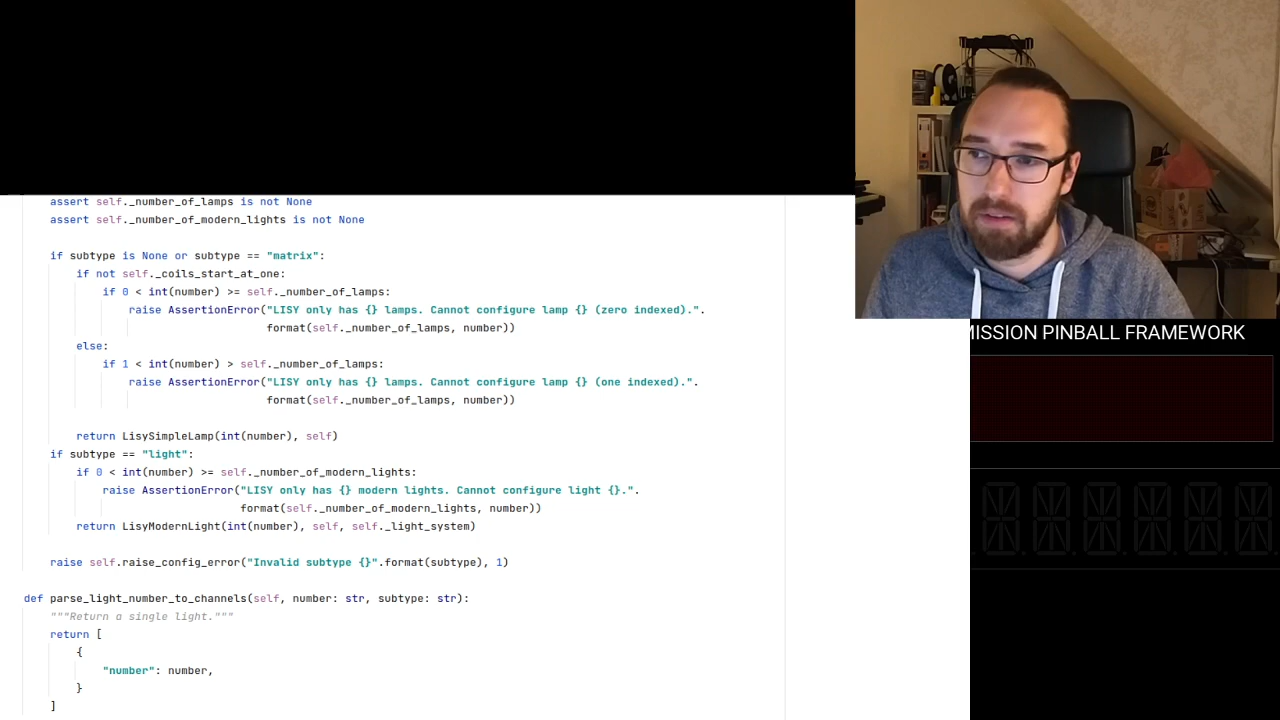 assert self._number_of_lamps is not None
assert self._number_of_modern_lights is not None
if subtype is None or subtype == "matrix":
if not self._coils_start_at_one:
if 0 < int(number) >= self._number_of_lamps:
raise AssertionError("LISY only has {} lamps. Cannot configure lamp {} (zero indexed).".
format(self._number_of_lamps, number))
else:
if 1 < int(number) > self._number_of_lamps:
raise AssertionError("LISY only has {} lamps. Cannot configure lamp {} (one indexed).".
format(self._number_of_lamps, number))
return LisySimpleLamp(int(number), self)
if subtype == "light":
if 0 < int(number) >= self._number_of_modern_lights:
raise AssertionError("LISY only has {} modern lights. Cannot configure light {}.".
format(self._number_of_modern_lights, number))
return LisyModernLight(int(number), self, self._light_system)
raise self.raise_config_error("Invalid subtype {}".format(subtype), 1)
def parse_light_number_to_channels(self, number: str, subtype: str):
"""Return a single light."""
return [
{
"number": number,
}
]
MISSION PINBALL FRAMEWORK